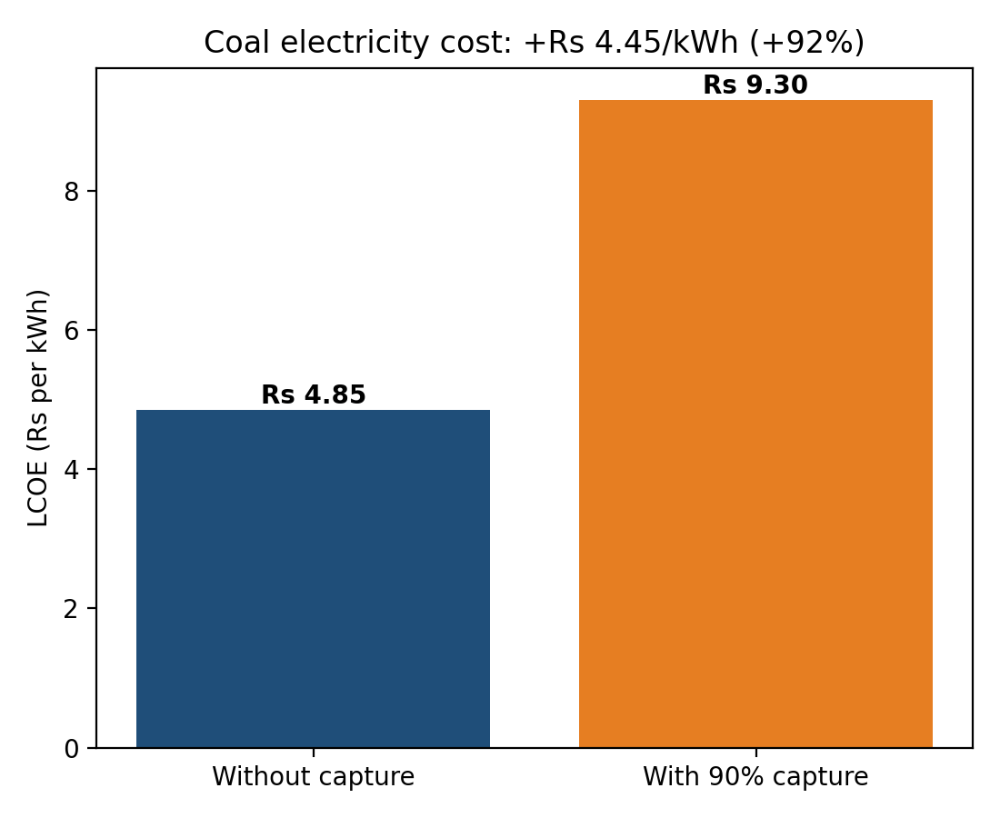 Coal electricity cost: +Rs 4.45/kWh (+92%)
Rs 9.30
Rs 4.85
LCOE (Rs per kWh)
8
6
4
2
0
Without capture
With 90% capture